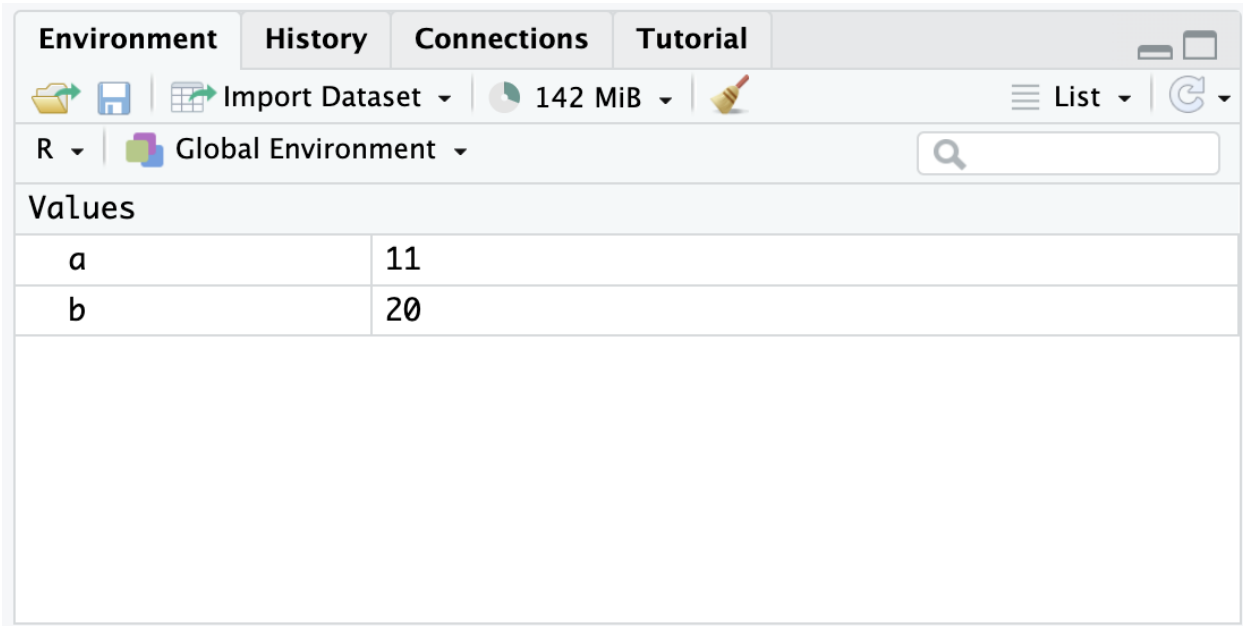 Environment History Connections Tutorial
Import Dataset 142 MiB List
R Global Environment
Values
a 11
b 20